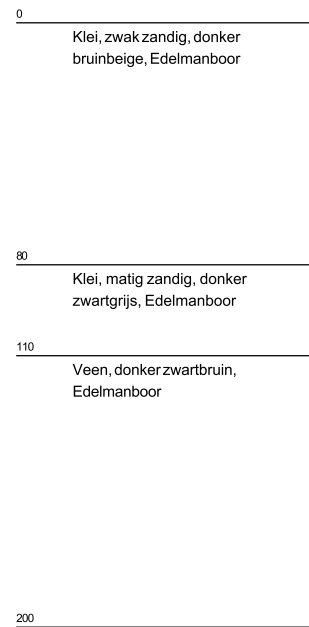 0
Klei, zwak zandig, donker
bruinbeige, Edelmanboor
80
Klei, matig zandig, donker
zwartgrijs, Edelmanboor
110
Veen, donker zwartbruin,
Edelmanboor
200